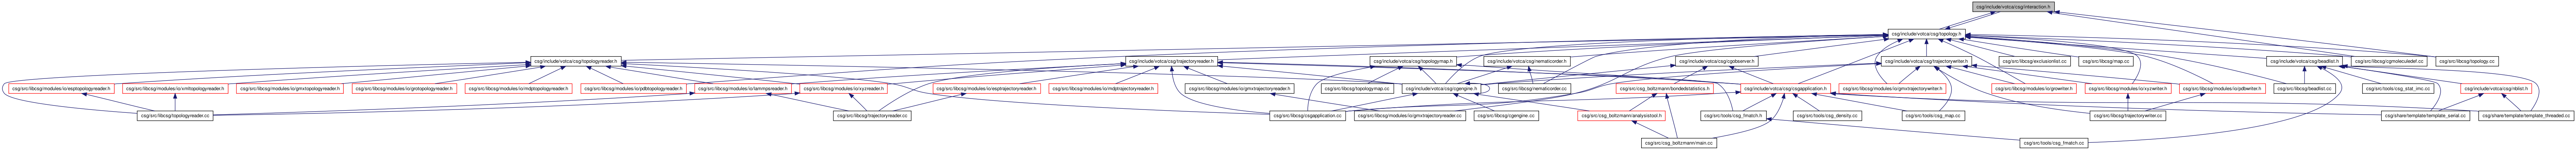 csg/include/votca/csg/interaction.h
csg/include/votca/csg/topology.h
csg/include/votca/csg/topologyreader.h
csg/include/votca/csg/trajectoryreader.h
csg/include/votca/csg/topologymap.h
csg/include/votca/csg/nematicorder.h
csg/include/votca/csg/cgobserver.h
csg/include/votca/csg/trajectorywriter.h
csg/src/libcsg/exclusionlist.cc
csg/src/libcsg/map.cc
csg/include/votca/csg/beadlist.h
csg/src/libcsg/cgmoleculedef.cc
csg/src/libcsg/topology.cc
csg/src/libcsg/modules/io/esptopologyreader.h
csg/src/libcsg/modules/io/xmltopologyreader.h
csg/src/libcsg/modules/io/gmxtopologyreader.h
csg/src/libcsg/modules/io/grotopologyreader.h
csg/src/libcsg/modules/io/rmdptopologyreader.h
csg/src/libcsg/modules/io/pdbtopologyreader.h
csg/src/libcsg/modules/io/lammpsreader.h
csg/src/libcsg/modules/io/xyzreader.h
csg/src/libcsg/modules/io/esptrajectoryreader.h
csg/src/libcsg/modules/io/mdptrajectoryreader.h
csg/src/libcsg/modules/io/gmxtrajectoryreader.h
csg/src/libcsg/topologymap.cc
csg/include/votca/csg/cgengine.h
csg/src/libcsg/nematicorder.cc
csg/src/csg_boltzmann/bondedstatistics.h
csg/include/votca/csg/csgapplication.h
csg/src/libcsg/modules/io/gmxtrajectorywriter.h
csg/src/libcsg/modules/io/growriter.h
csg/src/libcsg/modules/io/xyzwriter.h
csg/src/libcsg/modules/io/pdbwriter.h
csg/src/libcsg/beadlist.cc
csg/src/tools/csg_stat_imc.cc
csg/include/votca/csg/nblist.h
csg/src/libcsg/topologyreader.cc
csg/src/libcsg/trajectoryreader.cc
csg/src/libcsg/csgapplication.cc
csg/src/libcsg/modules/io/gmxtrajectoryreader.cc
csg/src/libcsg/cgengine.cc
csg/src/csg_boltzmann/analysistool.h
csg/src/tools/csg_fmatch.h
csg/src/tools/csg_density.cc
csg/src/tools/csg_map.cc
csg/src/libcsg/trajectorywriter.cc
csg/share/template/template_serial.cc
csg/share/template/template_threaded.cc
csg/src/csg_boltzmann/main.cc
csg/src/tools/csg_fmatch.cc